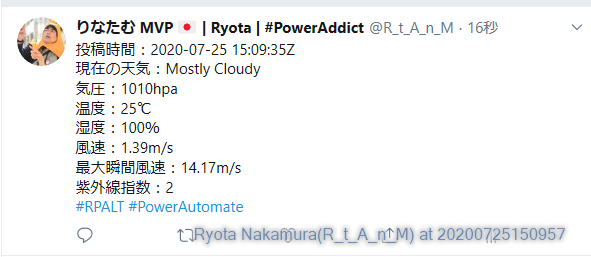 りなたむ MVP 🇯🇵 | Ryota | #PowerAddict @R_t_A_n_M · 16秒
投稿時間：2020-07-25 15:09:35Z
現在の天気：Mostly Cloudy
気圧：1010hpa
温度：25℃
湿度：100%
風速：1.39m/s
最大瞬間風速：14.17m/s
紫外線指数：2
#RPALT #PowerAutomate
Ryota Nakamura(R_t_A_n_M) at 20200725150957